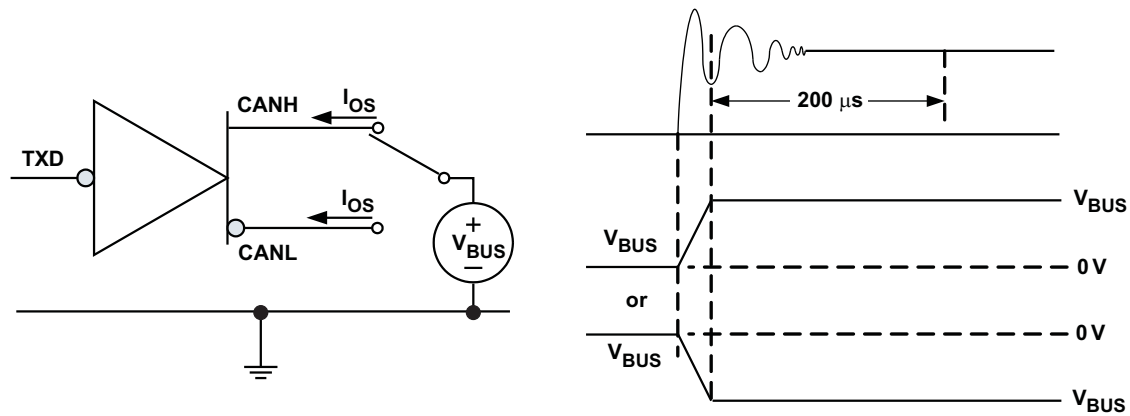 CANH
I_OS
TXD
I_OS
CANL
+
V_BUS
−
200 μs
V_BUS
V_BUS
0 V
or
0 V
V_BUS
V_BUS